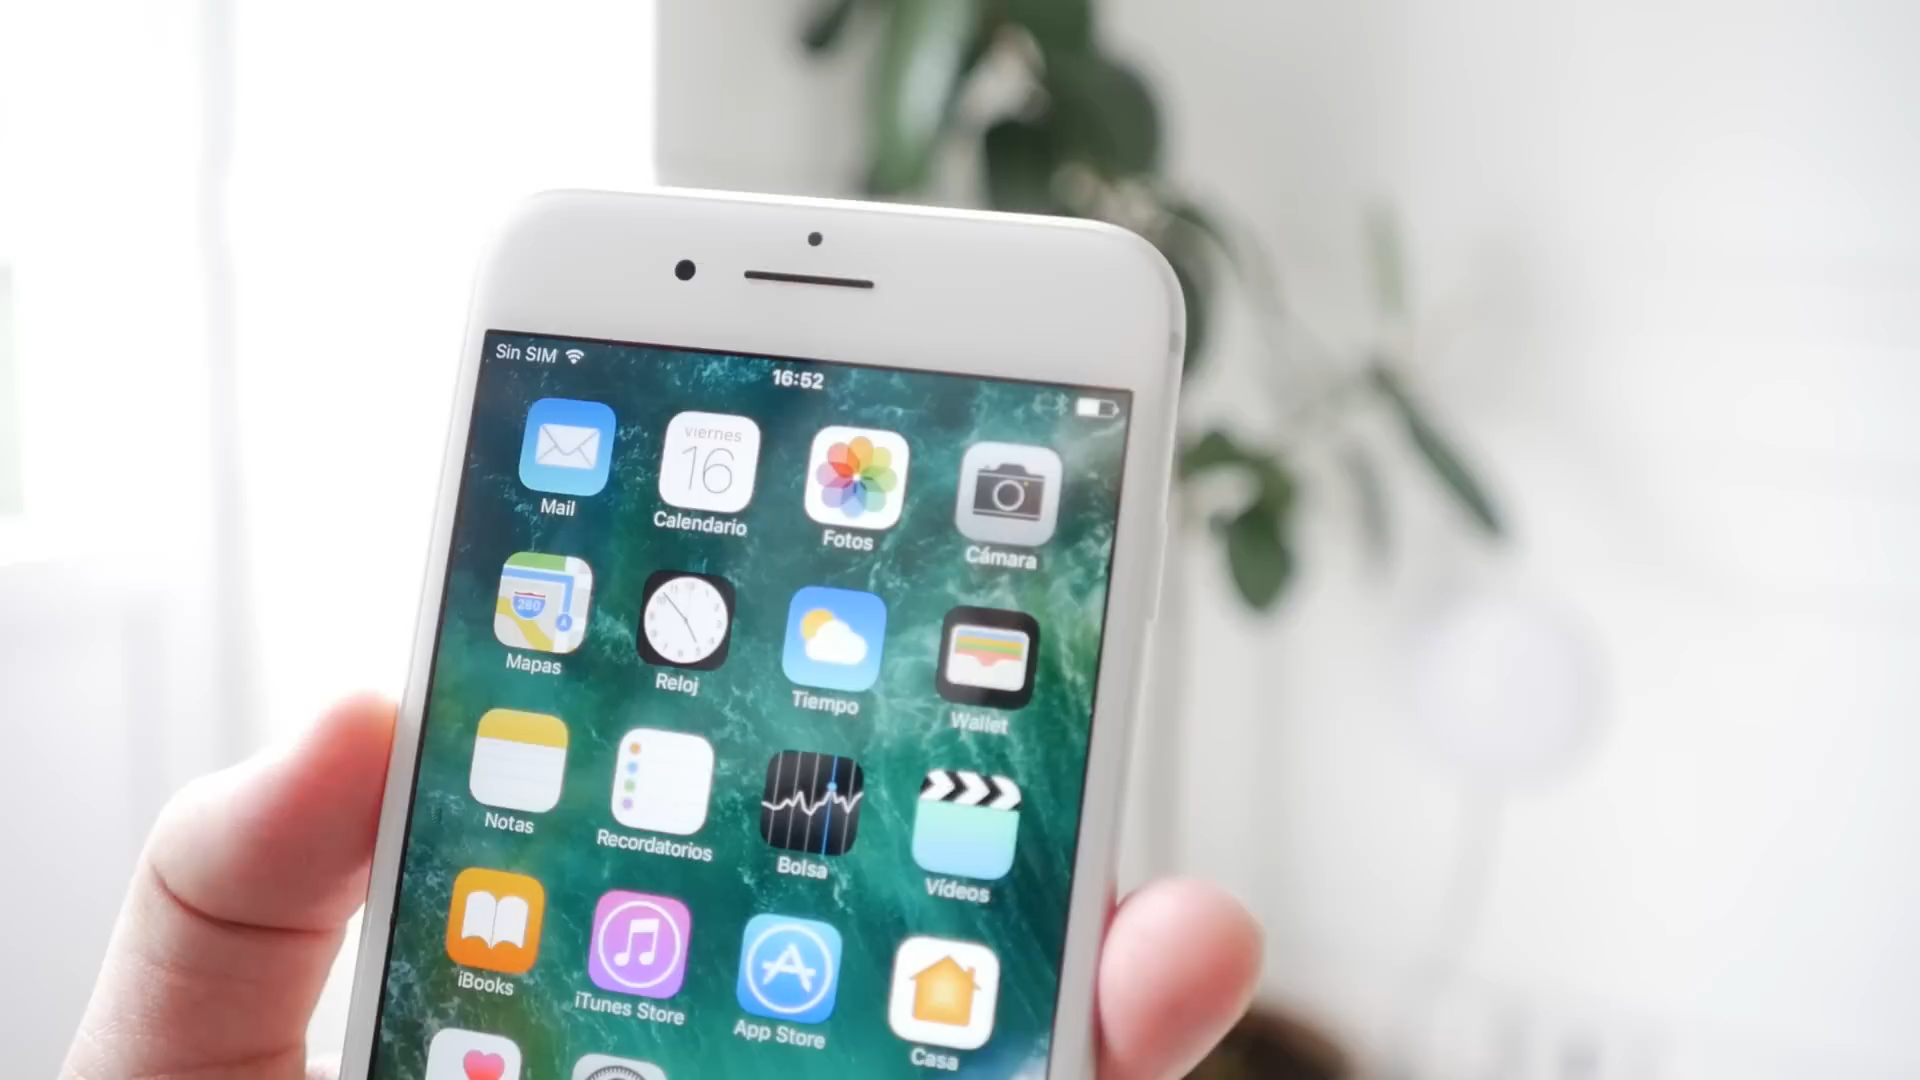 Sin SIM
16:52
viernes
16
Mail
Calendario
Fotos
Cámara
280
Mapas
Reloj
Tiempo
Wallet
Notas
Recordatorios
Bolsa
Vídeos
iBooks
iTunes Store
App Store
Casa